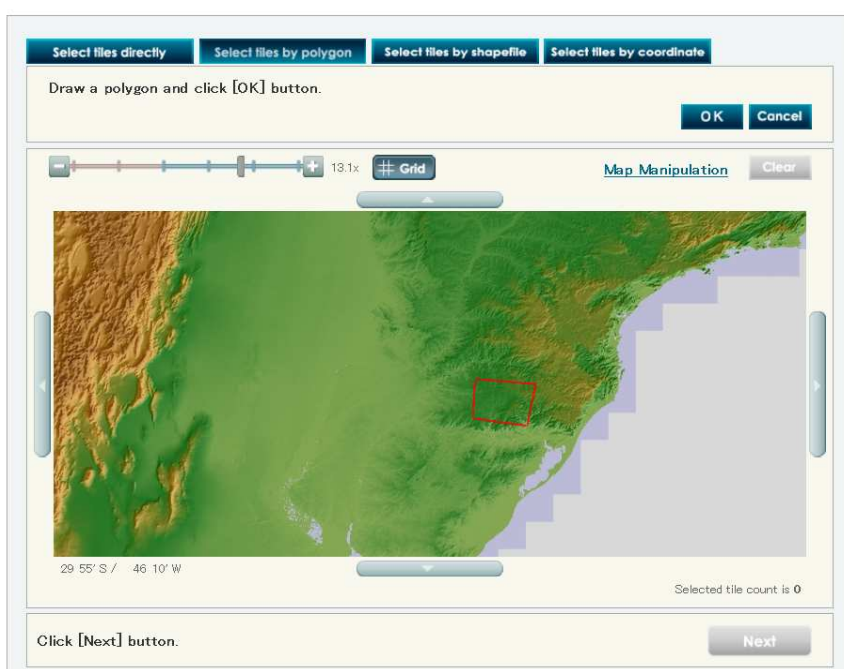 Select tiles directly Select tiles by polygon Select tiles by shapefile Select tiles by coordinate
Draw a polygon and click [OK] button.
OK Cancel
13.1x Grid Map Manipulation Clear
29 55' S / 46 10' W
Selected tile count is 0
Click [Next] button.
Next